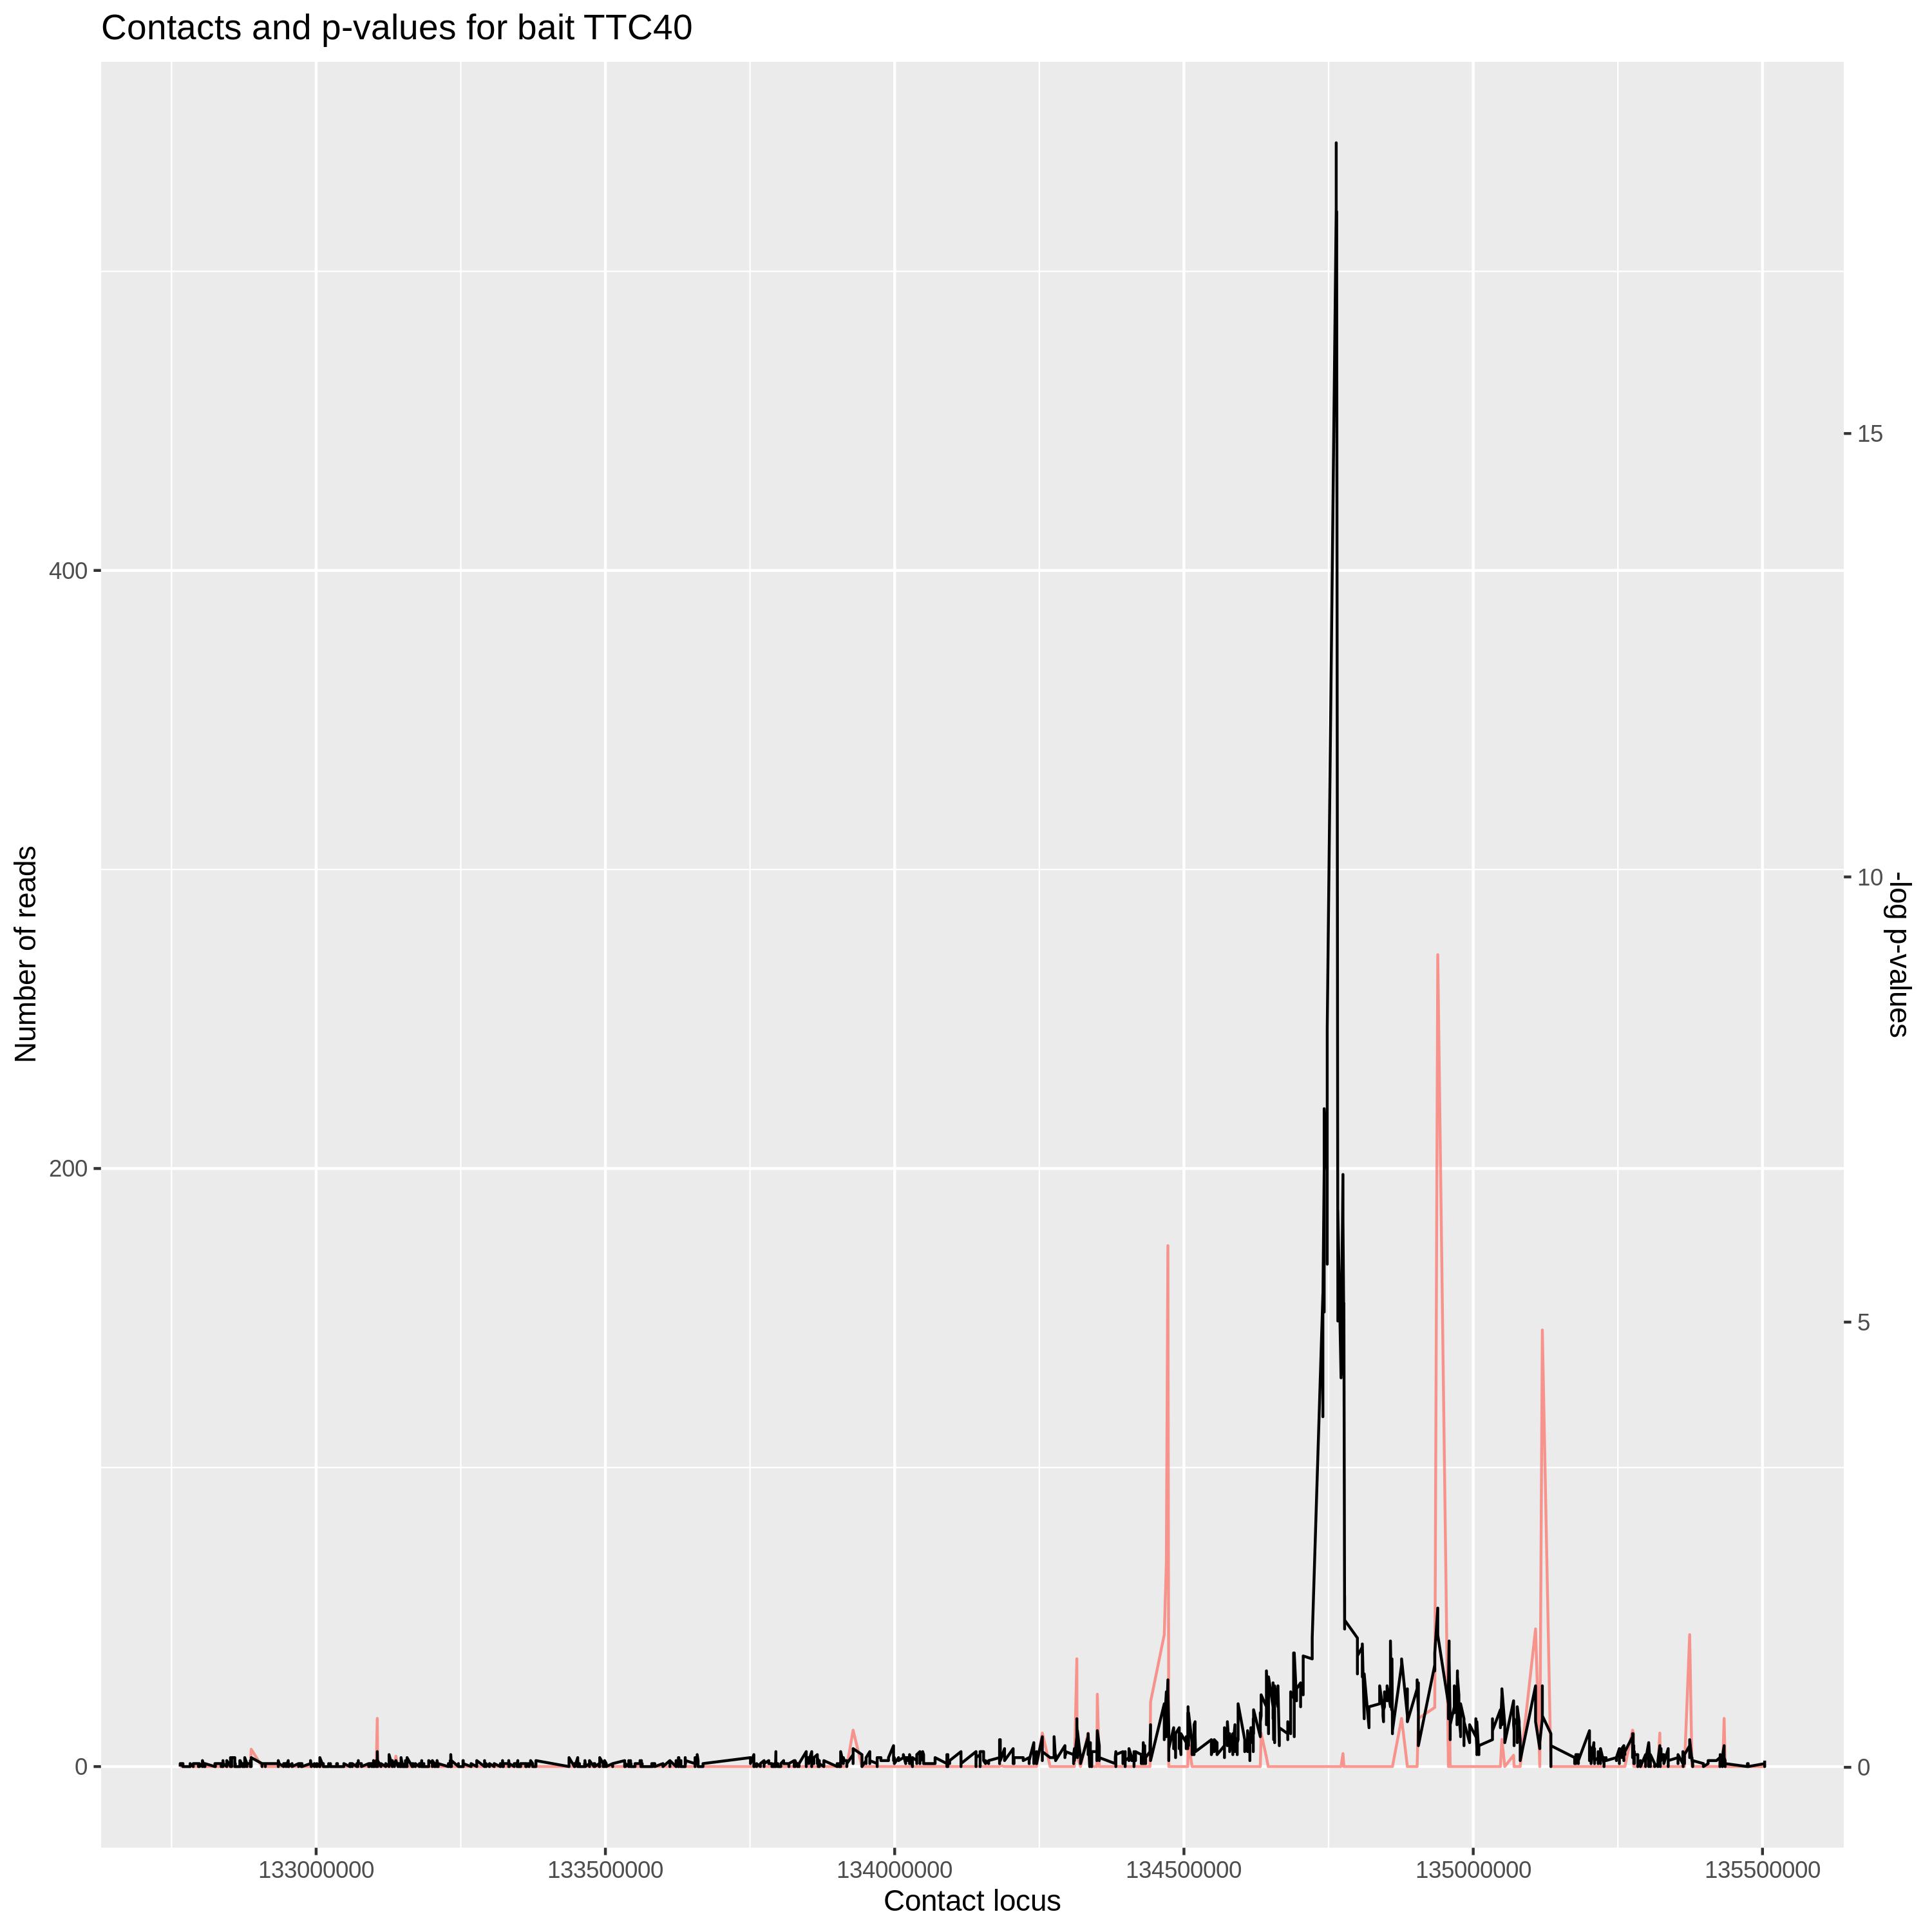 Contacts and p-values for bait TTC40
Number of reads
400
200
0
15
10
5
0
-log p-values
133000000 133500000 134000000 134500000 135000000 135500000
Contact locus